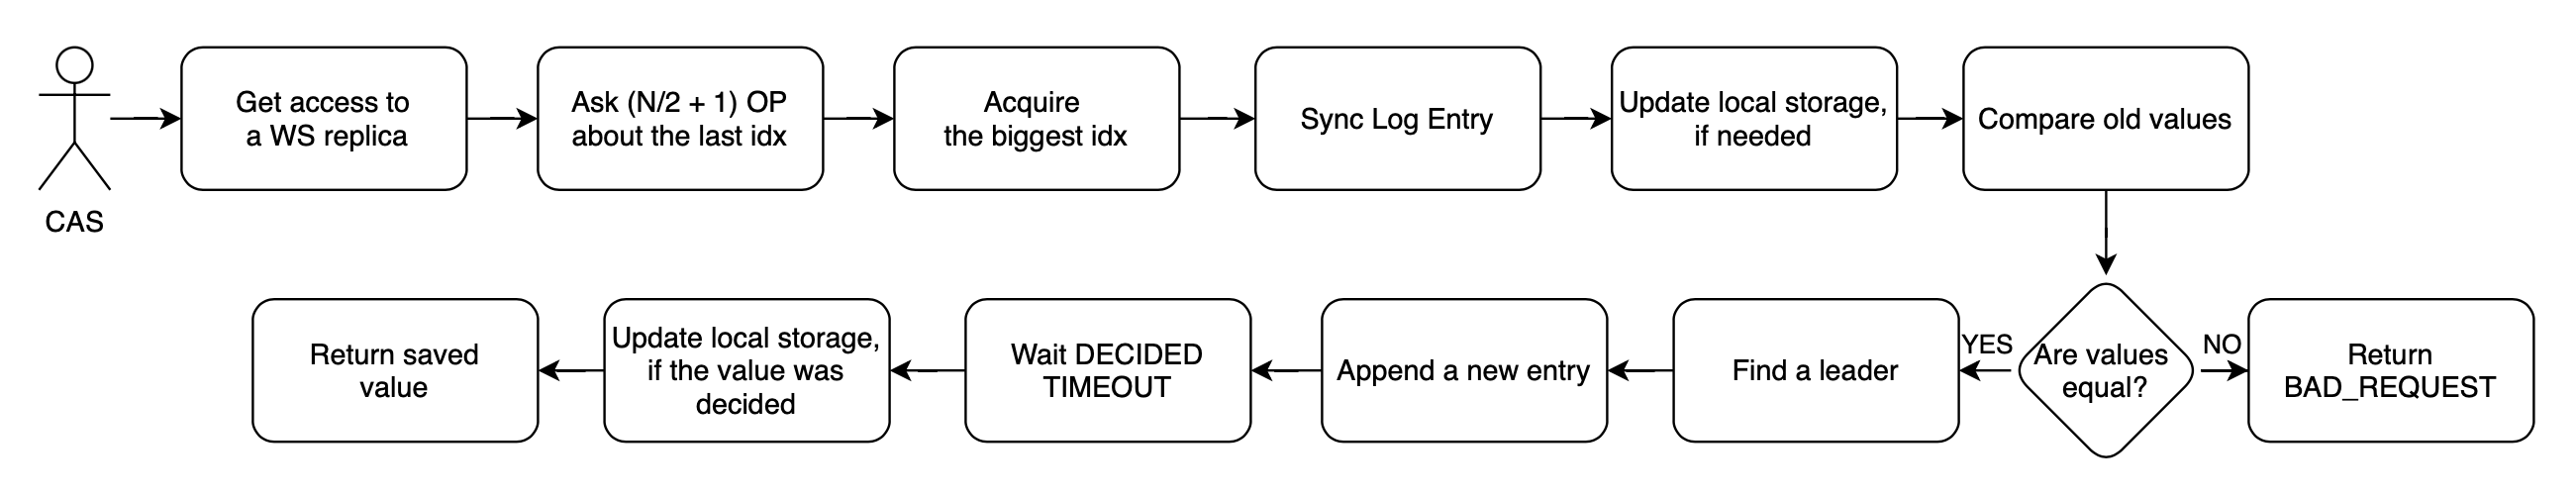 CAS
Get access to
a WS replica
Ask (N/2 + 1) OP
about the last idx
Acquire
the biggest idx
Sync Log Entry
Update local storage,
if needed
Compare old values
Are values
equal?
NO
Return
BAD_REQUEST
YES
Find a leader
Append a new entry
Wait DECIDED
TIMEOUT
Update local storage,
if the value was
decided
Return saved
value